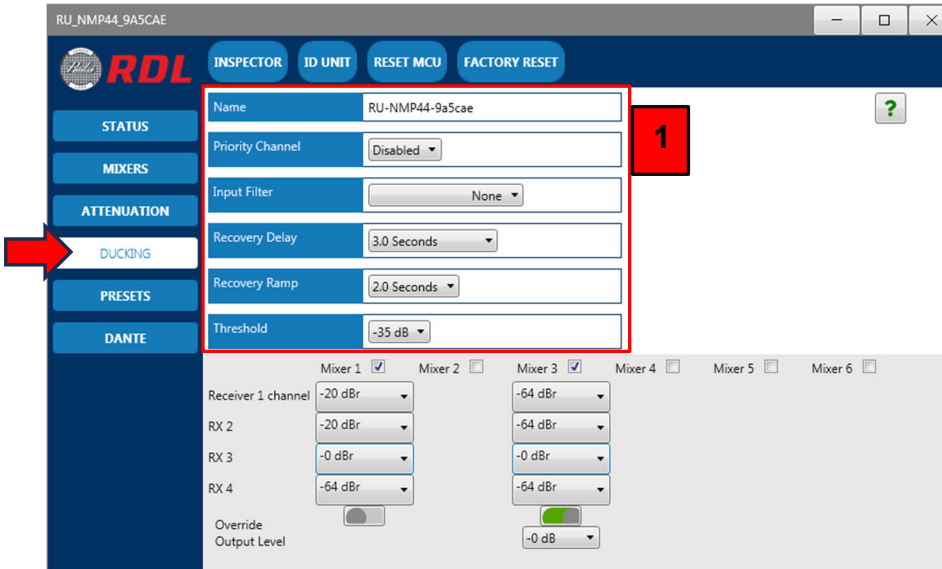 RU_NMP44_9A5CAE
Radio RDL
INSPECTOR ID UNIT RESET MCU FACTORY RESET
STATUS
MIXERS
ATTENUATION
DUCKING
PRESETS
DANTE
Name RU-NMP44-9a5cae
Priority Channel Disabled
Input Filter None
Recovery Delay 3.0 Seconds
Recovery Ramp 2.0 Seconds
Threshold -35 dB
1
?
Mixer 1 Mixer 2 Mixer 3 Mixer 4 Mixer 5 Mixer 6
Receiver 1 channel -20 dBr -64 dBr
RX 2 -20 dBr -64 dBr
RX 3 -0 dBr -0 dBr
RX 4 -64 dBr -64 dBr
Override
Output Level -0 dB